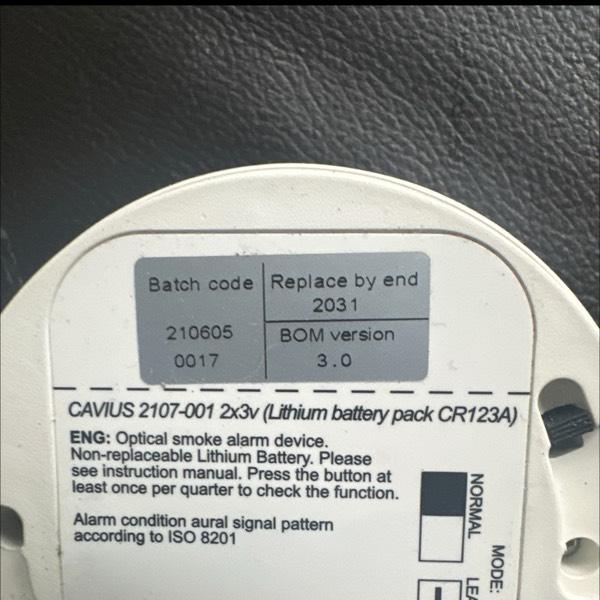 Batch code
210605
0017
Replace by end
2031
BOM version
3.0
CAVIUS 2107-001 2x3v (Lithium battery pack CR123A)
ENG: Optical smoke alarm device.
Non-replaceable Lithium Battery. Please
see instruction manual. Press the button at
least once per quarter to check the function.
Alarm condition aural signal pattern
according to ISO 8201
NORMAL
MODE: